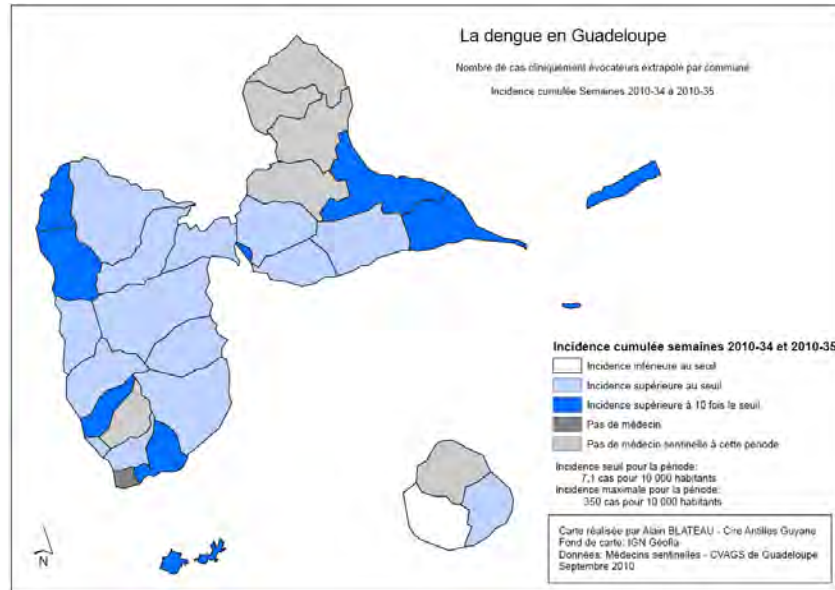 La dengue en Guadeloupe
Nombre de cas cliniquement évocateurs extrapolé par commune
Incidence cumulée Semaines 2010-34 à 2010-35
Incidence cumulée semaines 2010-34 et 2010-35
Incidence inférieure au seuil
Incidence supérieure au seuil
Incidence supérieure à 10 fois le seuil
Pas de médecin
Pas de médecin sentinelle à cette période
Incidence seuil pour la période:
7,1 cas pour 10 000 habitants
Incidence maximale pour la période:
350 cas pour 10 000 habitants
Carte réalisée par Alain BLATEAU - Cire Antilles Guyane
Fond de carte: IGN Géofla
Données: Médecins sentinelles - CVAGS de Guadeloupe
Septembre 2010
N